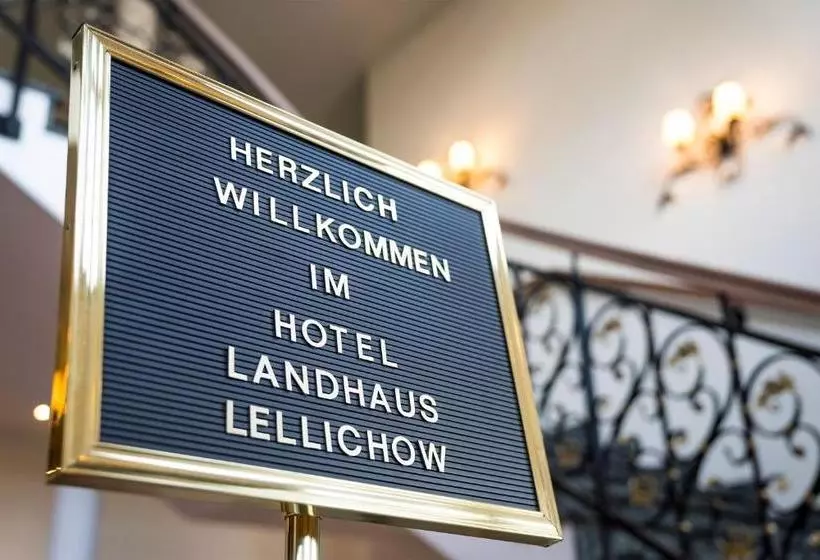 HERZLICH
WILLKOMMEN
IM
HOTEL
LANDHAUS
LELLICHOW